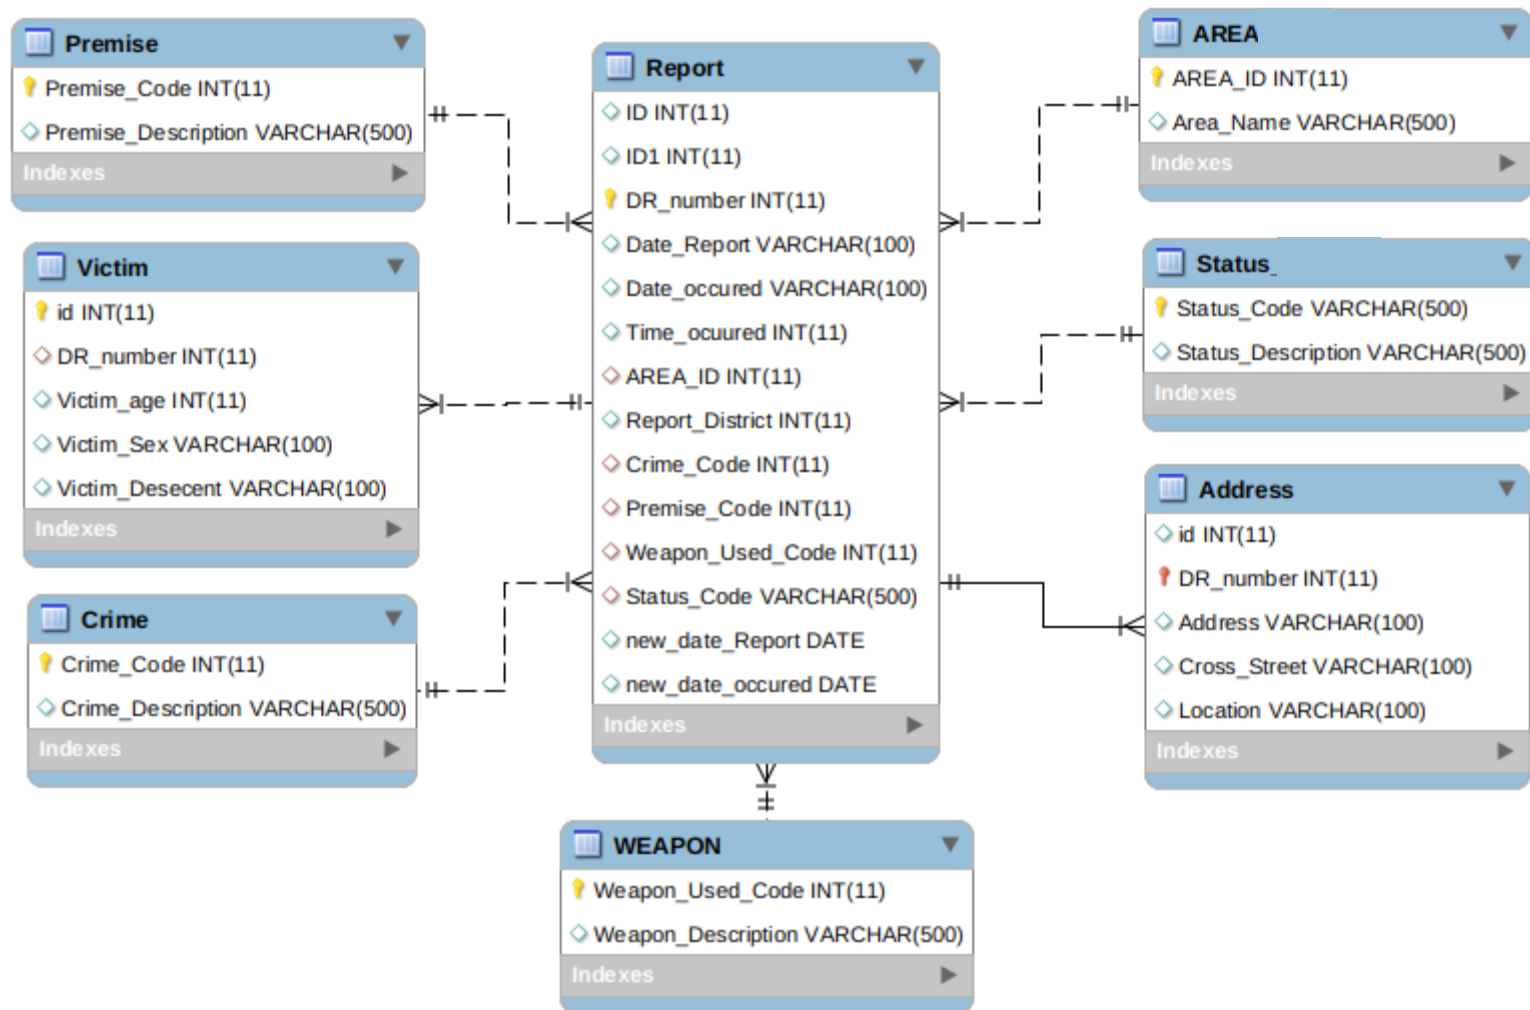 Premise
Premise_Code INT(11)
Premise_Description VARCHAR(500)
Indexes
Victim
id INT(11)
DR_number INT(11)
Victim_age INT(11)
Victim_Sex VARCHAR(100)
Victim_Desecent VARCHAR(100)
Indexes
Crime
Crime_Code INT(11)
Crime_Description VARCHAR(500)
Indexes
Report
ID INT(11)
ID1 INT(11)
DR_number INT(11)
Date_Report VARCHAR(100)
Date_occured VARCHAR(100)
Time_ocuured INT(11)
AREA_ID INT(11)
Report_District INT(11)
Crime_Code INT(11)
Premise_Code INT(11)
Weapon_Used_Code INT(11)
Status_Code VARCHAR(500)
new_date_Report DATE
new_date_occured DATE
Indexes
WEAPON
Weapon_Used_Code INT(11)
Weapon_Description VARCHAR(500)
Indexes
AREA
AREA_ID INT(11)
Area_Name VARCHAR(500)
Indexes
Status_
Status_Code VARCHAR(500)
Status_Description VARCHAR(500)
Indexes
Address
id INT(11)
DR_number INT(11)
Address VARCHAR(100)
Cross_Street VARCHAR(100)
Location VARCHAR(100)
Indexes